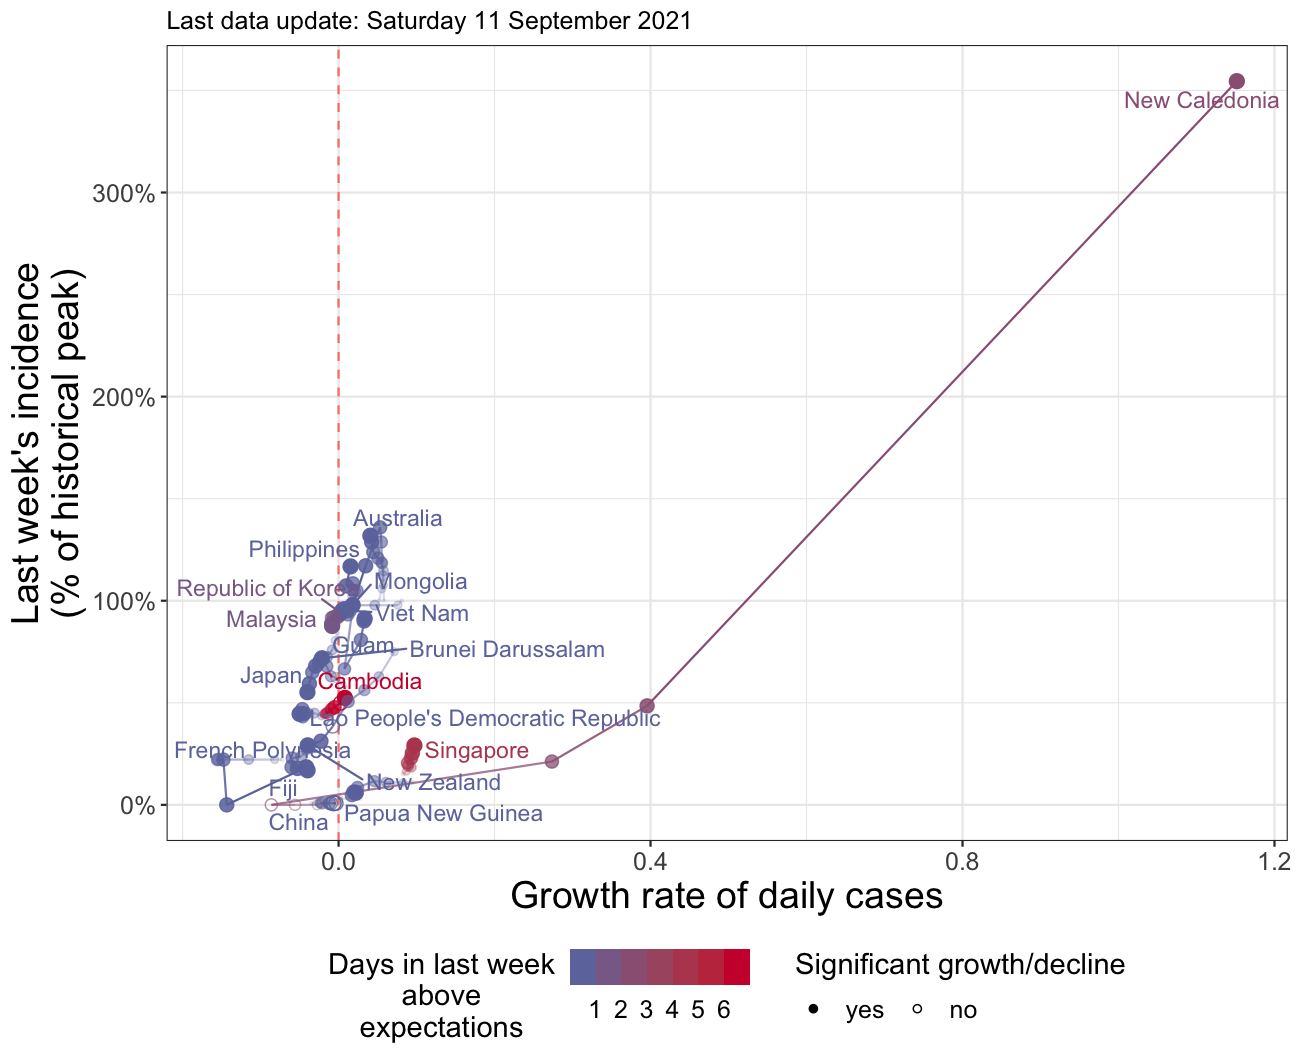 Last data update: Saturday 11 September 2021
New Caledonia
300%
200%
Last week's incidence
(% of historical peak)
Australia
Philippines
Republic of Korea
Mongolia
100%
Malaysia
Viet Nam
Guam
Brunei Darussalam
Japan
Cambodia
Lao People's Democratic Republic
French Polynesia
Singapore
Fiji
New Zealand
0%
China
Papua New Guinea
0.0 0.4 0.8 1.2
Growth rate of daily cases
Days in last week
above
expectations
1 2 3 4 5 6
Significant growth/decline
yes no